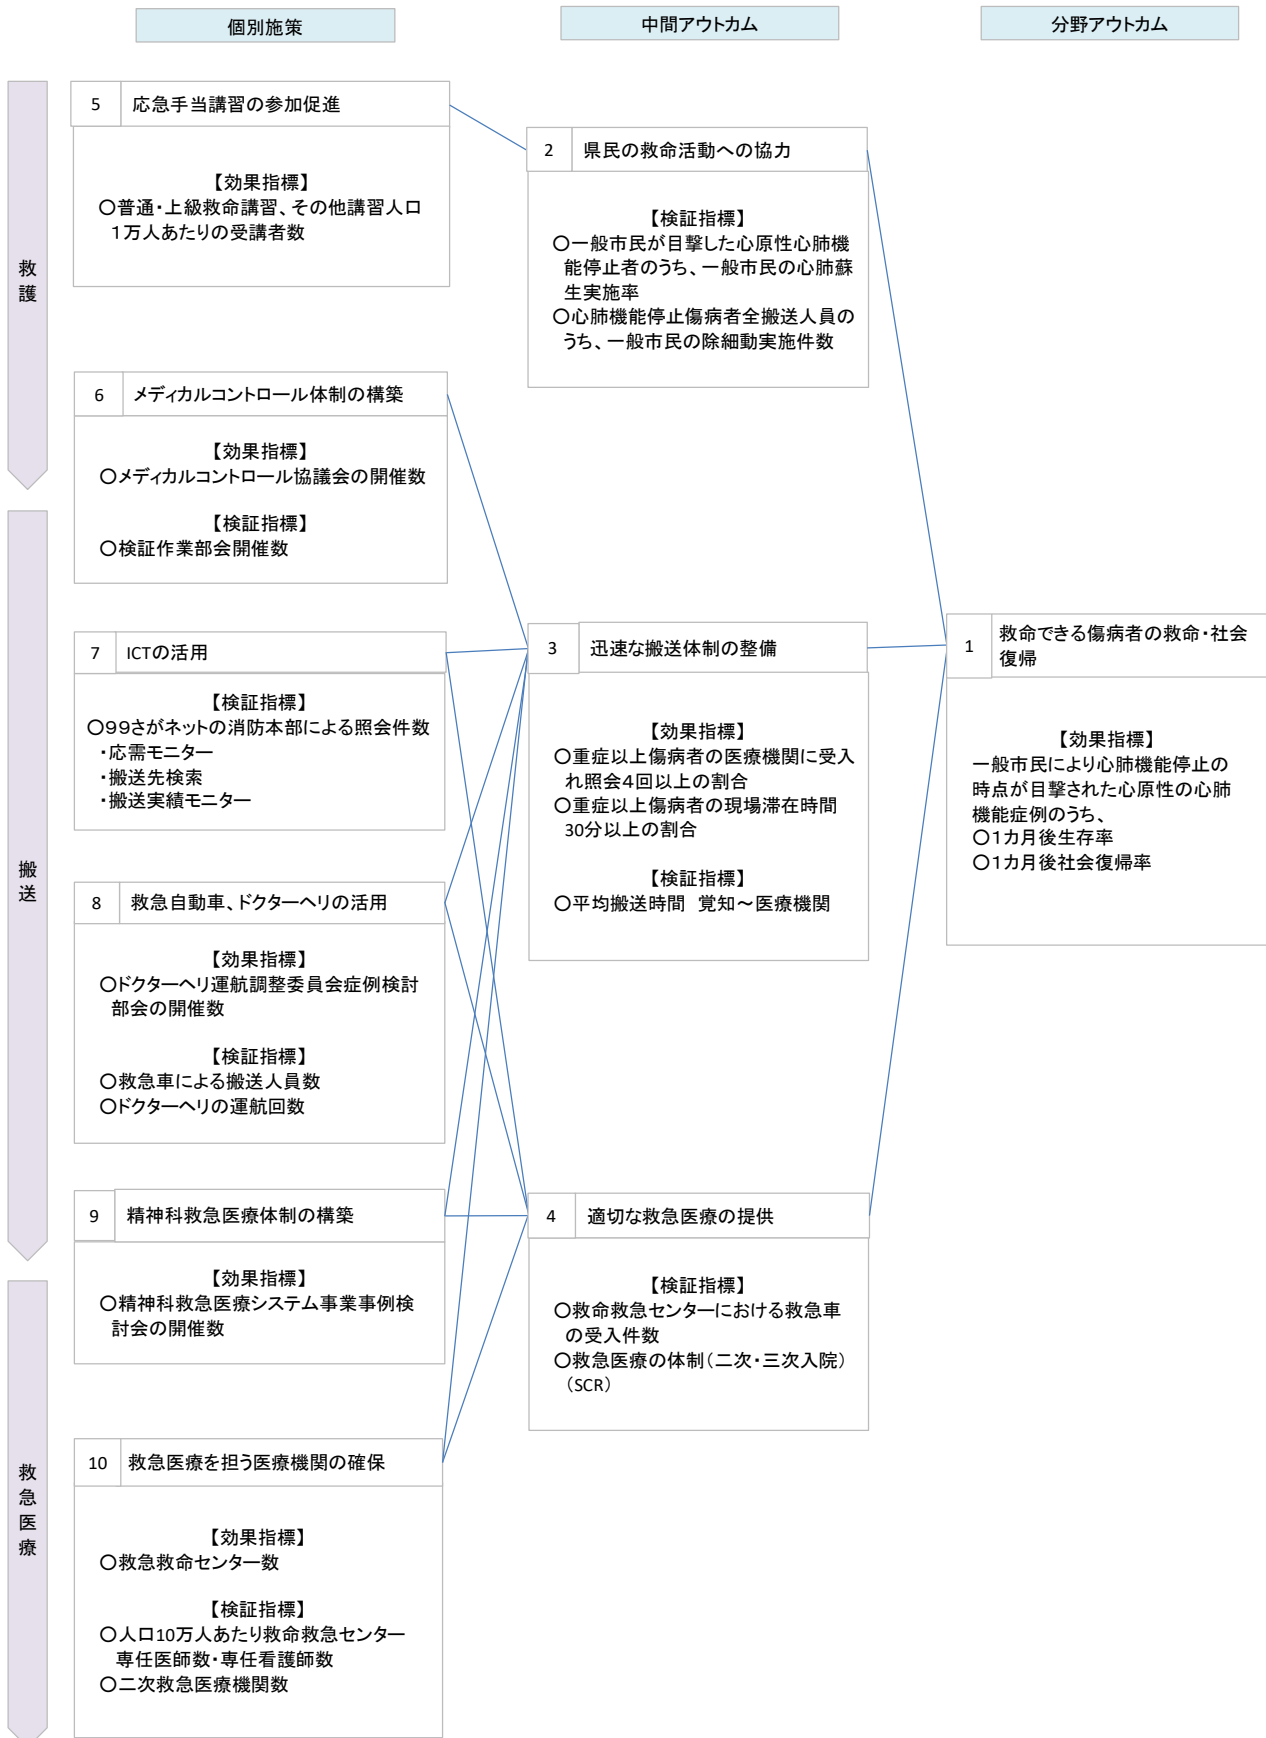 個別施策
中間アウトカム
分野アウトカム
救護
5 応急手当講習の参加促進
【効果指標】
○普通・上級救命講習、その他講習人口
1万人あたりの受講者数
2 県民の救命活動への協力
【検証指標】
○一般市民が目撃した心原性心肺機
能停止者のうち、一般市民の心肺蘇
生実施率
○心肺機能停止傷病者全搬送人員の
うち、一般市民の除細動実施件数
6 メディカルコントロール体制の構築
【効果指標】
○メディカルコントロール協議会の開催数
【検証指標】
○検証作業部会開催数
搬送
7 ICTの活用
【検証指標】
○99さがネットの消防本部による照会件数
・応需モニター
・搬送先検索
・搬送実績モニター
3 迅速な搬送体制の整備
【効果指標】
○重症以上傷病者の医療機関に受入
れ照会4回以上の割合
○重症以上傷病者の現場滞在時間
30分以上の割合
【検証指標】
○平均搬送時間 覚知～医療機関
1 救命できる傷病者の救命・社会
復帰
【効果指標】
一般市民により心肺機能停止の
時点が目撃された心原性の心肺
機能症例のうち、
○1カ月後生存率
○1カ月後社会復帰率
8 救急自動車、ドクターヘリの活用
【効果指標】
○ドクターヘリ運航調整委員会症例検討
部会の開催数
【検証指標】
○救急車による搬送人員数
○ドクターヘリの運航回数
9 精神科救急医療体制の構築
【効果指標】
○精神科救急医療システム事業事例検
討会の開催数
4 適切な救急医療の提供
【検証指標】
○救命救急センターにおける救急車
の受入件数
○救急医療の体制（二次・三次入院）
（SCR）
救急医療
10 救急医療を担う医療機関の確保
【効果指標】
○救急救命センター数
【検証指標】
○人口10万人あたり救命救急センター
専任医師数・専任看護師数
○二次救急医療機関数